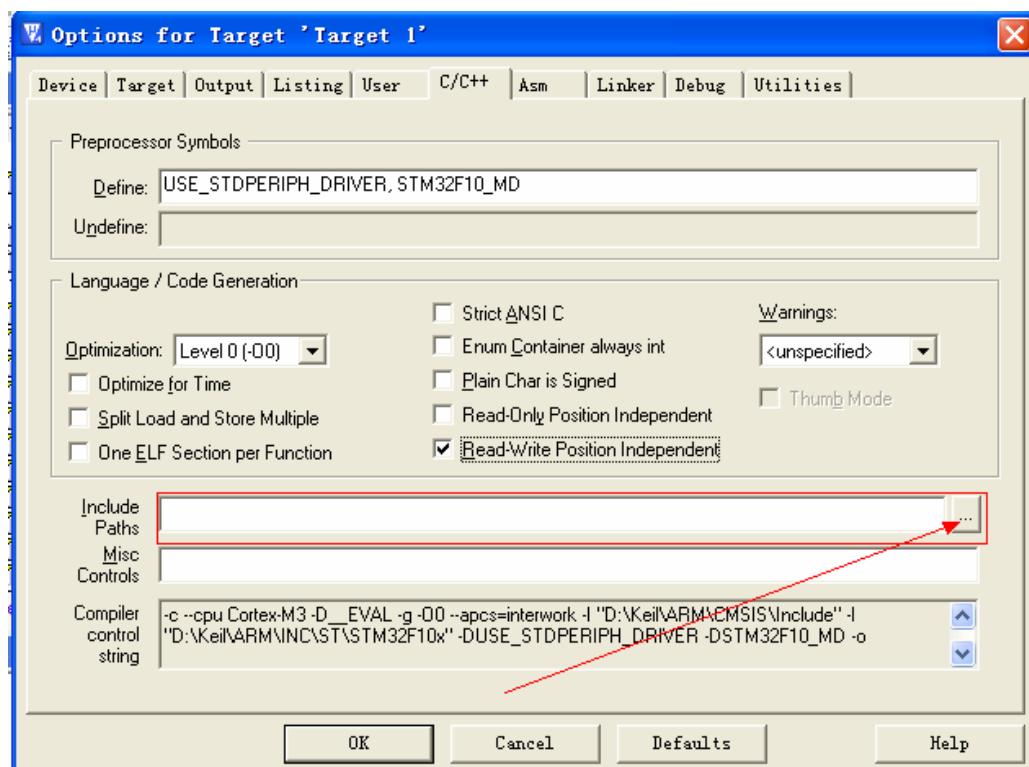 Options for Target 'Target 1'
Device Target Output Listing User C/C++ Asm Linker Debug Utilities
Preprocessor Symbols
Define: USE_STDPERIPH_DRIVER, STM32F10_MD
Undefine:
Language / Code Generation
Optimization: Level 0 (-O0)
Optimize for Time
Split Load and Store Multiple
One ELF Section per Function
Strict ANSI C
Enum Container always int
Plain Char is Signed
Read-Only Position Independent
Read-Write Position Independent
Warnings:
<unspecified>
Thumb Mode
Include
Paths
...
Misc
Controls
Compiler
control
string
-c --cpu Cortex-M3 -D__EVAL -g -O0 --apcs=interwork -I "D:\Keil\ARM\CMSIS\Include" -I
"D:\Keil\ARM\INC\ST\STM32F10x" -DUSE_STDPERIPH_DRIVER -DSTM32F10_MD -o
OK Cancel Defaults Help